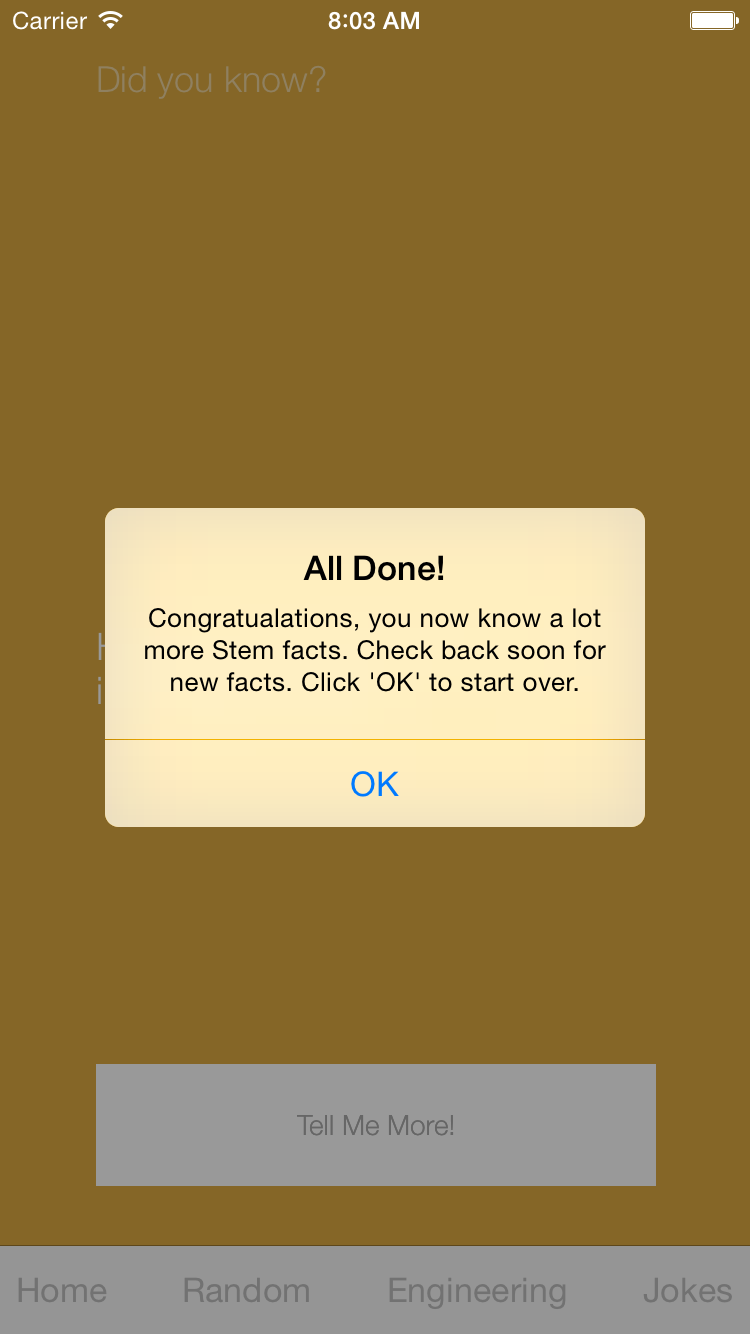 Carrier 8:03 AM
Did you know?
All Done!
Congratualations, you now know a lot
more Stem facts. Check back soon for
new facts. Click 'OK' to start over.
OK
Tell Me More!
Home Random Engineering Jokes